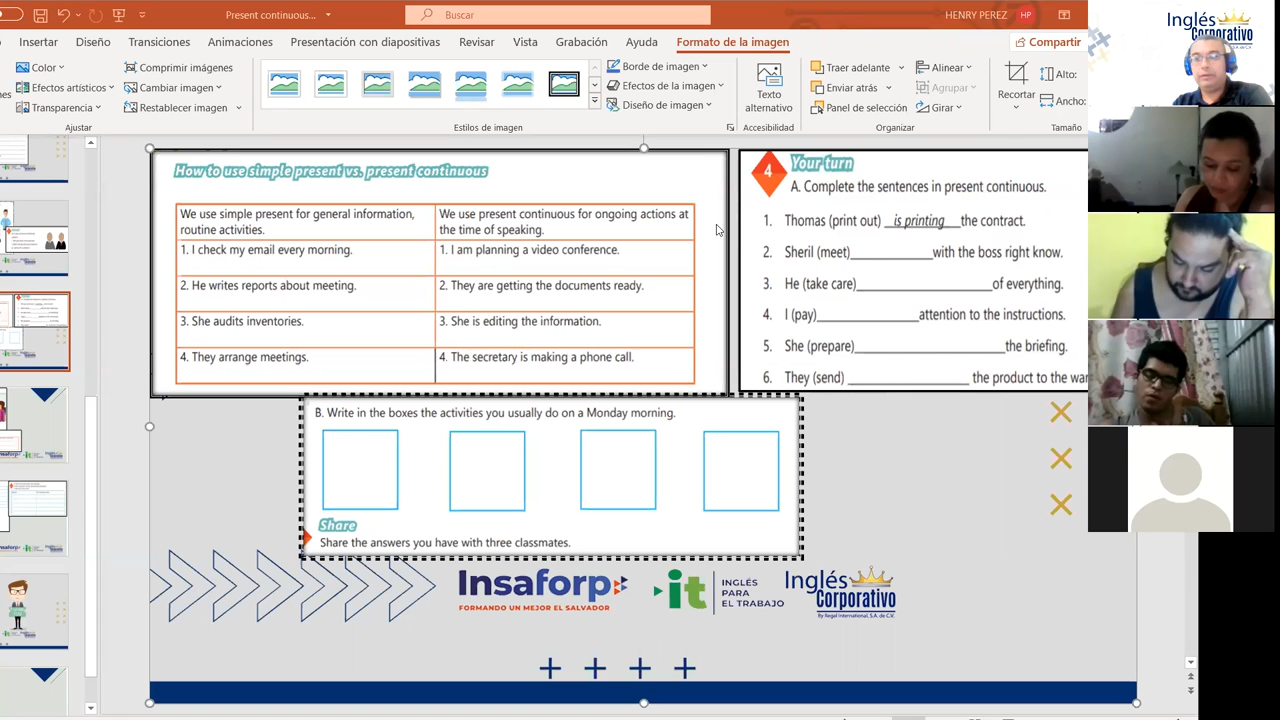 Present continuous...
Buscar
HENRY PEREZ
HP
Insertar
Diseño
Transiciones
Animaciones
Presentación con diapositivas
Revisar
Vista
Grabación
Ayuda
Formato de la imagen
Compartir
Color
Efectos artísticos
Transparencia
Comprimir imágenes
Cambiar imagen
Restablecer imagen
Borde de imagen
Efectos de la imagen
Diseño de imagen
Texto
alternativo
Traer adelante
Enviar atrás
Panel de selección
Alinear
Agrupar
Girar
Recortar
Alto:
Ancho:
Ajustar
Estilos de imagen
Accesibilidad
Organizar
Tamaño
Inglés
Corporativo
How to use simple present vs. present continuous
We use simple present for general information,
routine activities.
We use present continuous for ongoing actions at
the time of speaking.
1. I check my email every morning.
1. I am planning a video conference.
2. He writes reports about meeting.
2. They are getting the documents ready.
3. She audits inventories.
3. She is editing the information.
4. They arrange meetings.
4. The secretary is making a phone call.
4
Your turn
A. Complete the sentences in present continuous.
1. Thomas (print out) __is printing___the contract.
2. Sheril (meet)______________with the boss right know.
3. He (take care)_______________________of everything.
4. I (pay)_________________attention to the instructions.
5. She (prepare)_________________________the briefing.
6. They (send) ____________________ the product to the war
B. Write in the boxes the activities you usually do on a Monday morning.
Share
Share the answers you have with three classmates.
Insaforp
FORMANDO UN MEJOR EL SALVADOR
it
INGLÉS
PARA
EL TRABAJO
Inglés
Corporativo
By Regal International, S.A. de C.V.